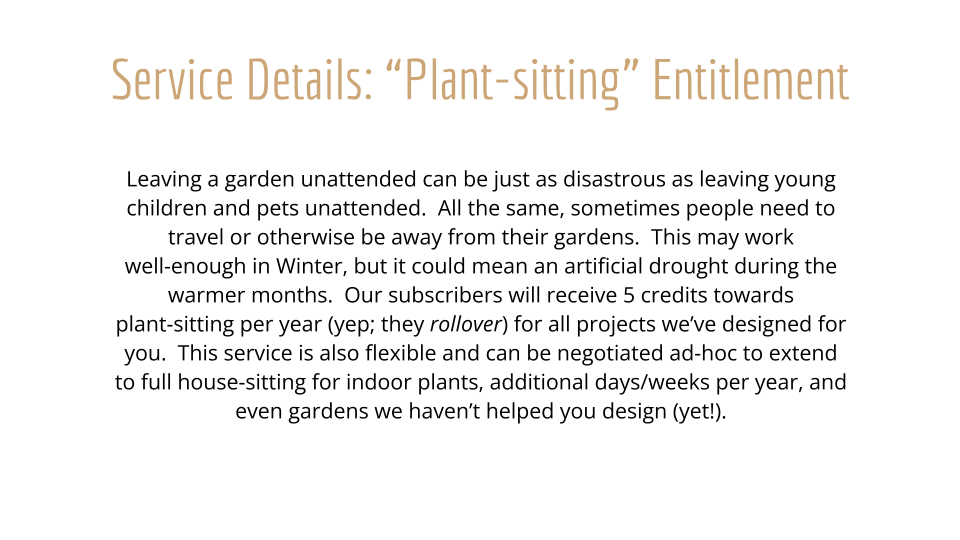 Service Details: “Plant-sitting” Entitlement
Leaving a garden unattended can be just as disastrous as leaving young
children and pets unattended.  All the same, sometimes people need to
travel or otherwise be away from their gardens.  This may work
well-enough in Winter, but it could mean an artificial drought during the
warmer months.  Our subscribers will receive 5 credits towards
plant-sitting per year (yep; they rollover) for all projects we’ve designed for
you.  This service is also flexible and can be negotiated ad-hoc to extend
to full house-sitting for indoor plants, additional days/weeks per year, and
even gardens we haven’t helped you design (yet!).